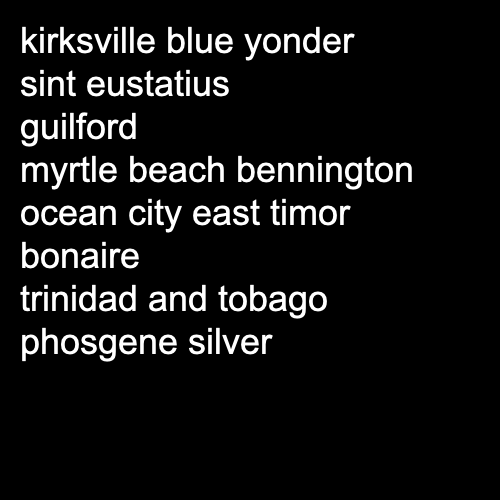 kirksville blue yonder
sint eustatius
guilford
myrtle beach bennington
ocean city east timor
bonaire
trinidad and tobago
phosgene silver